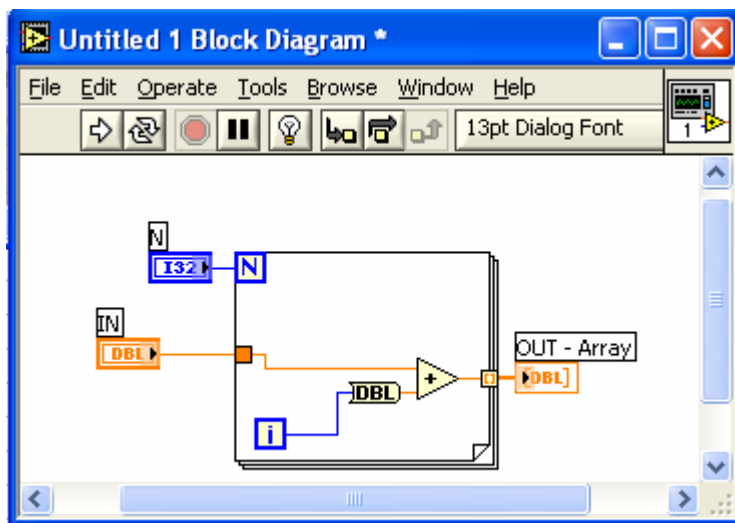 Untitled 1 Block Diagram *
File Edit Operate Tools Browse Window Help
13pt Dialog Font
1
N
I32
N
IN
DBL
OUT - Array
[DBL]
DBL
+
i